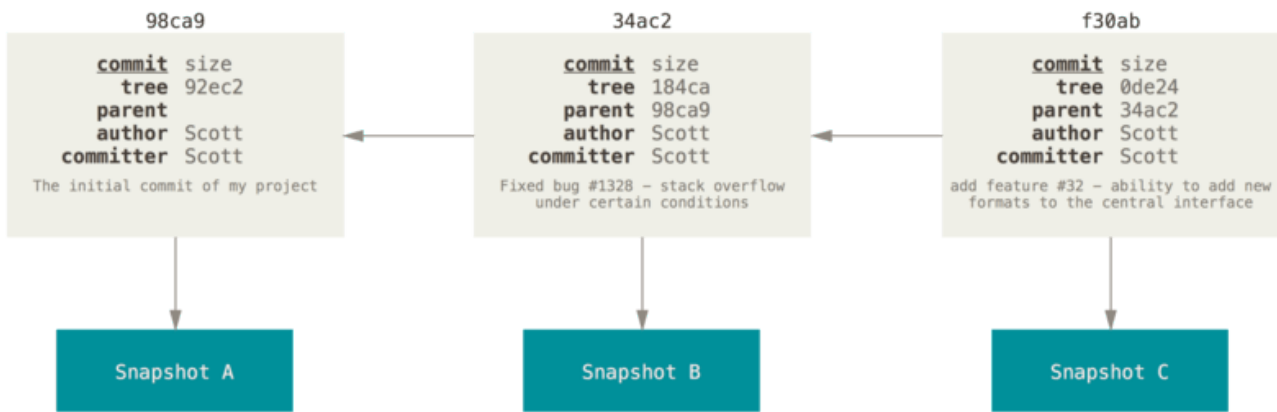 98ca9
commit size
tree 92ec2
parent
author Scott
committer Scott
The initial commit of my project
Snapshot A
34ac2
commit size
tree 184ca
parent 98ca9
author Scott
committer Scott
Fixed bug #1328 – stack overflow
under certain conditions
Snapshot B
f30ab
commit size
tree 0de24
parent 34ac2
author Scott
committer Scott
add feature #32 – ability to add new
formats to the central interface
Snapshot C